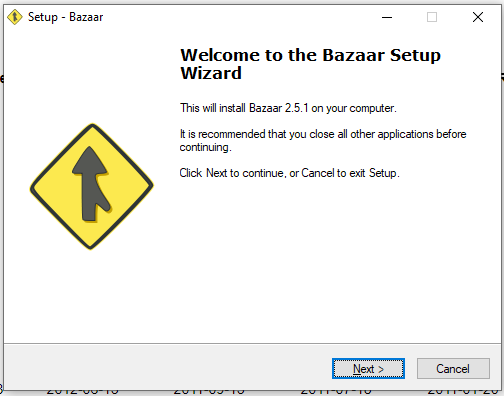 Setup - Bazaar
Welcome to the Bazaar Setup
Wizard
This will install Bazaar 2.5.1 on your computer.
It is recommended that you close all other applications before
continuing.
Click Next to continue, or Cancel to exit Setup.
Next >
Cancel